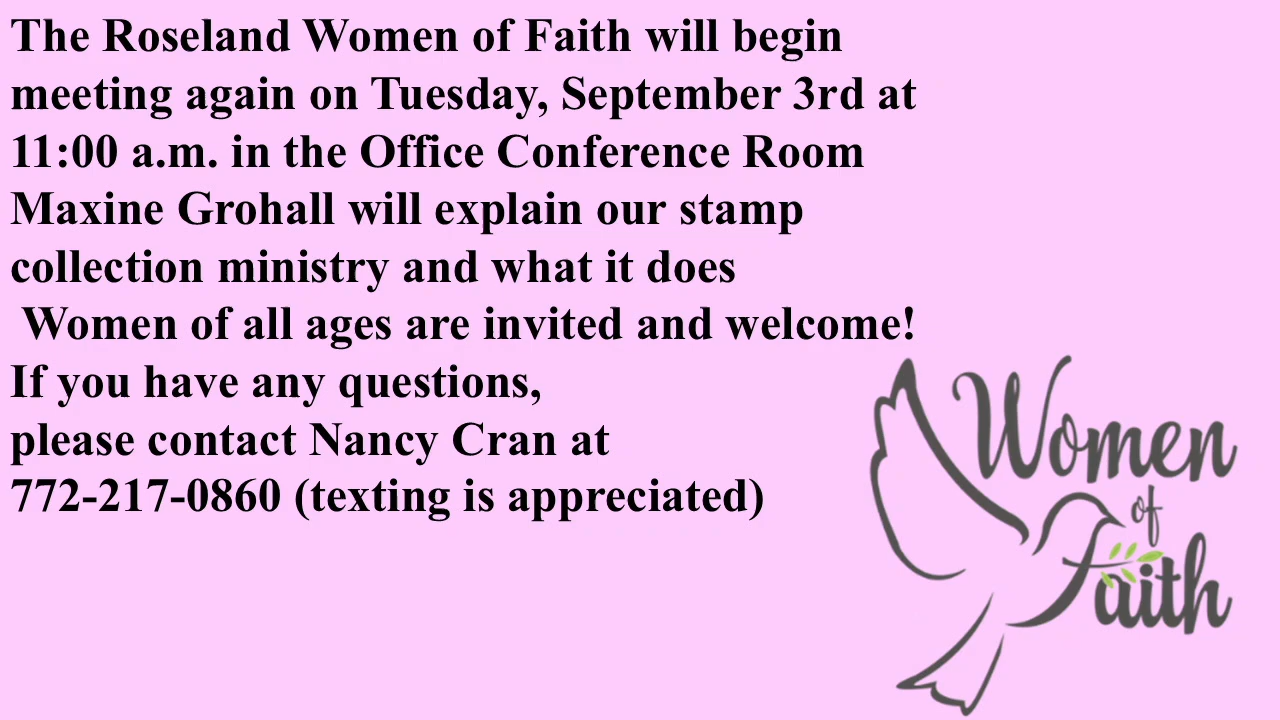 The Roseland Women of Faith will begin
meeting again on Tuesday, September 3rd at
11:00 a.m. in the Office Conference Room
Maxine Grohall will explain our stamp
collection ministry and what it does
Women of all ages are invited and welcome!
If you have any questions,
please contact Nancy Cran at
772-217-0860 (texting is appreciated)
Women
of
Faith